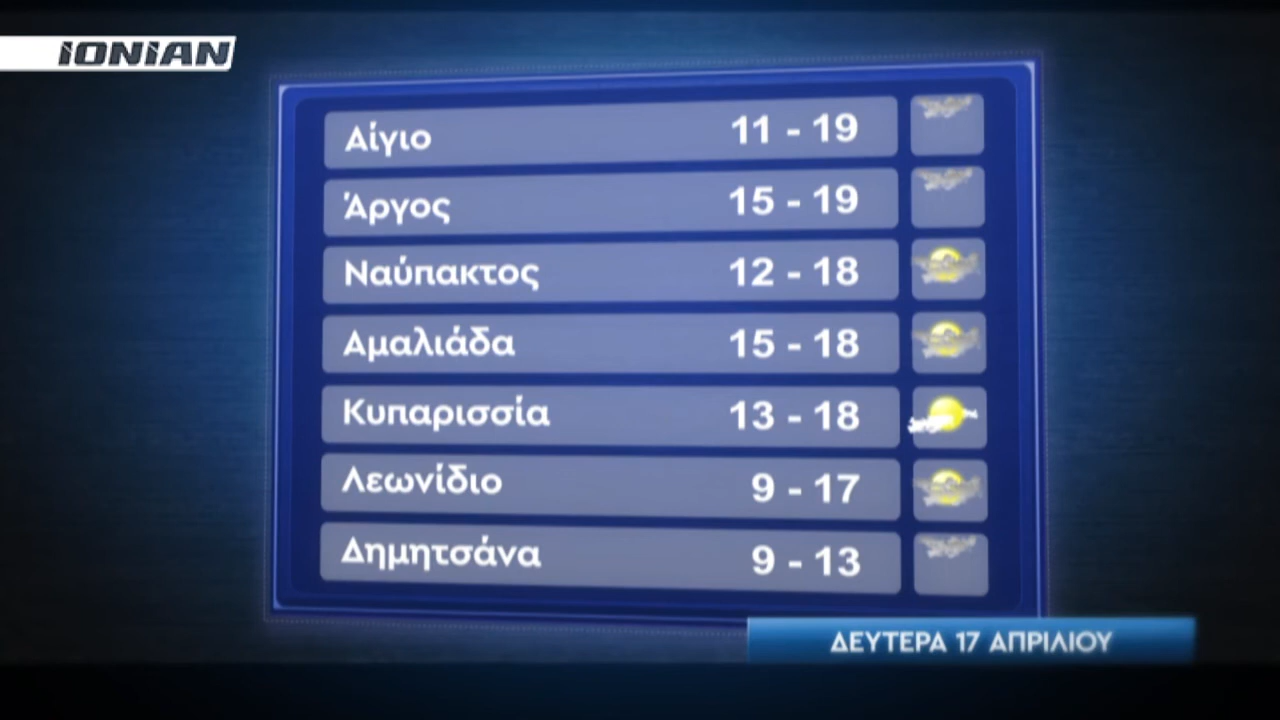 IONIAN
Αίγιο 11 - 19
Άργος 15 - 19
Ναύπακτος 12 - 18
Αμαλιάδα 15 - 18
Κυπαρισσία 13 - 18
Λεωνίδιο 9 - 17
Δημητσάνα 9 - 13
ΔΕΥΤΕΡΑ 17 ΑΠΡΙΛΙΟΥ